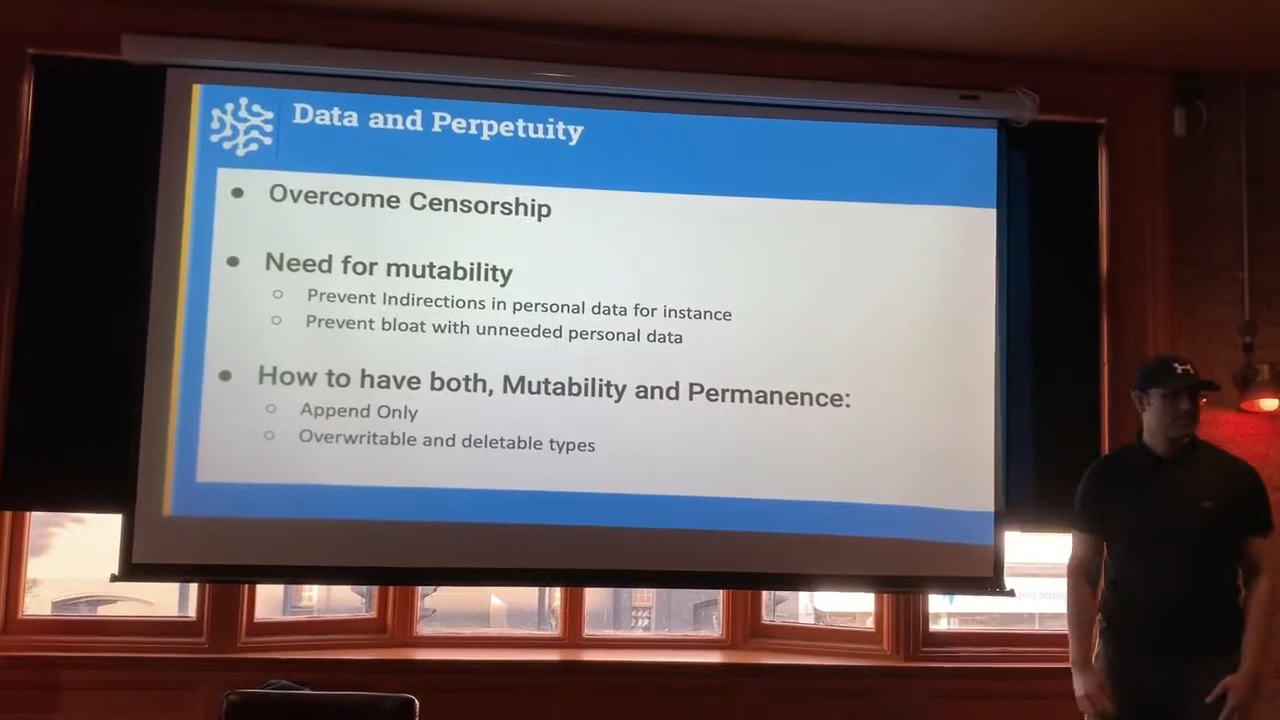 Data and Perpetuity
Overcome Censorship
Need for mutability
Prevent Indirections in personal data for instance
Prevent bloat with unneeded personal data
How to have both, Mutability and Permanence:
Append Only
Overwritable and deletable types